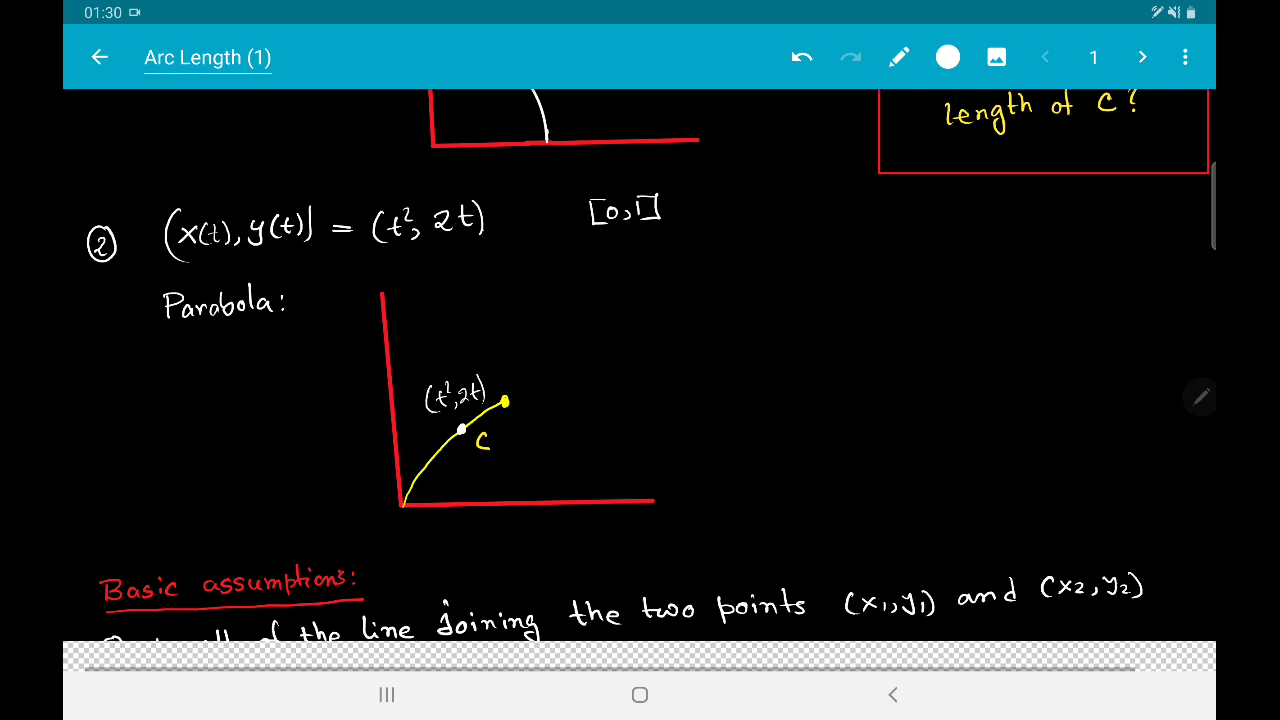 01:30
Arc Length (1)
1
length of C?
② (x(t), y(t)) = (t², 2t) [0,1]
Parabola:
(t², 2t)
C
Basic assumptions:
of the line joining the two points (x₁,y₁) and (x₂,y₂)